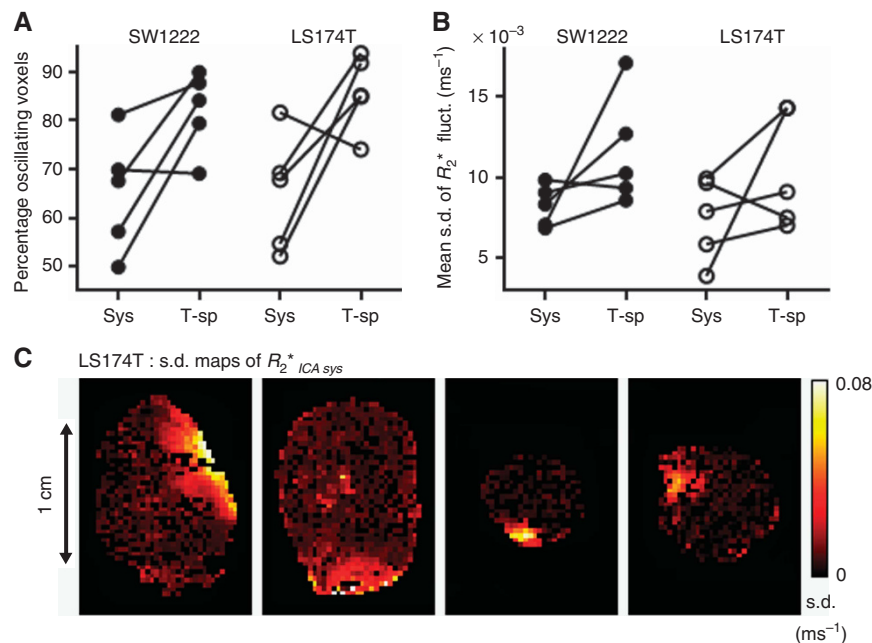 A
SW1222
LS174T
Percentage oscillating voxels
90
80
70
60
50
Sys
T-sp
Sys
T-sp
B
× 10⁻³
SW1222
LS174T
Mean s.d. of R₂* fluct. (ms⁻¹)
15
10
5
Sys
T-sp
Sys
T-sp
C
LS174T : s.d. maps of R₂* ICA sys
1 cm
0.08
0
s.d.
(ms⁻¹)